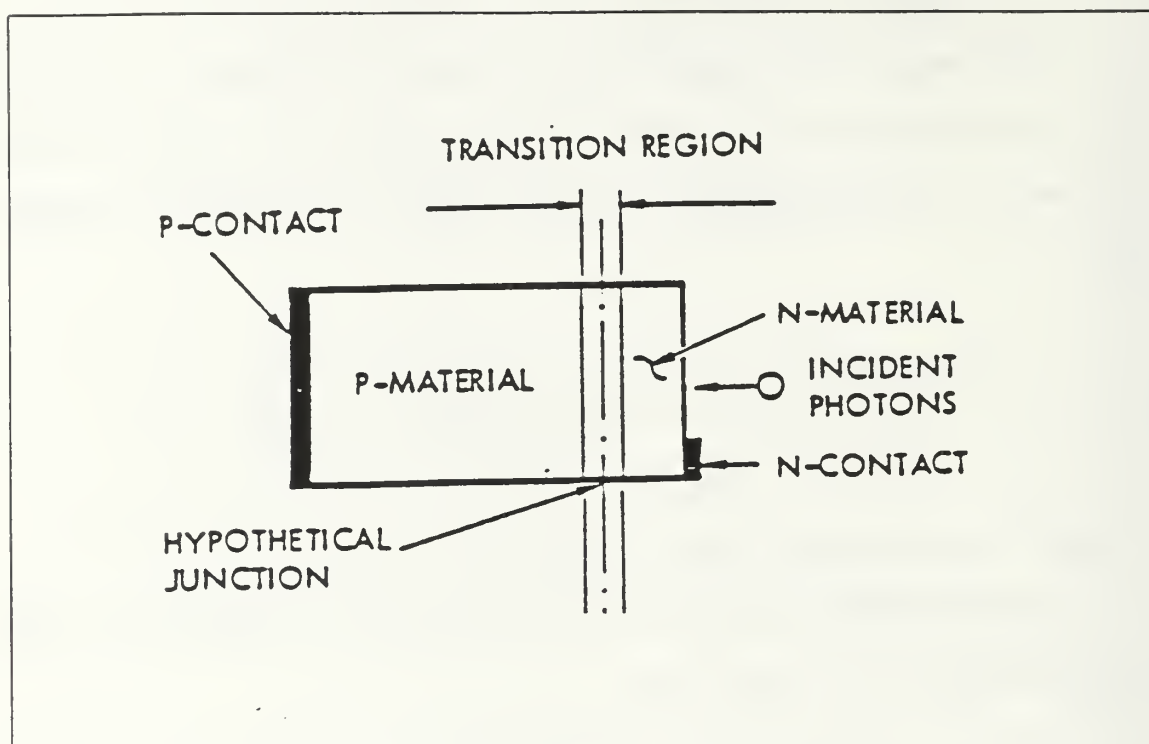 TRANSITION REGION
P-CONTACT
N-MATERIAL
P-MATERIAL
INCIDENT
PHOTONS
N-CONTACT
HYPOTHETICAL
JUNCTION